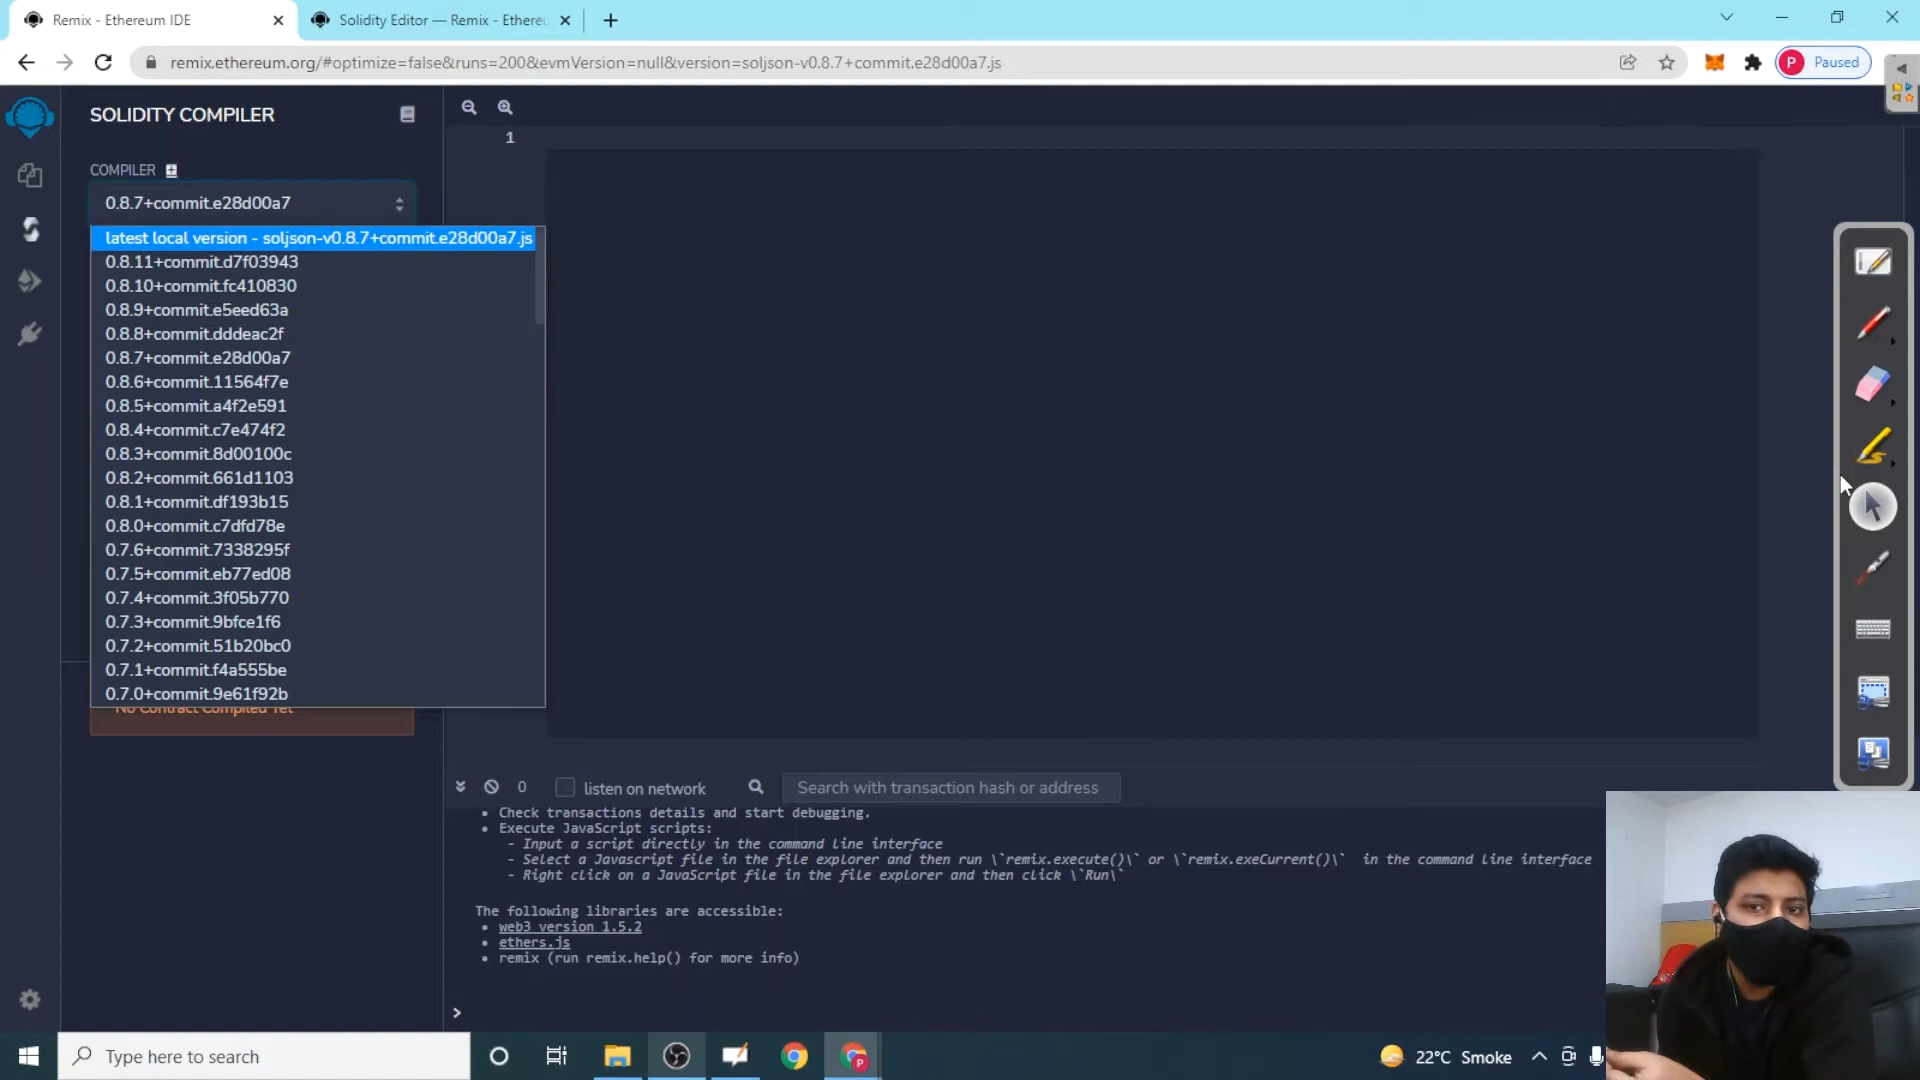 Remix - Ethereum IDE
Solidity Editor — Remix - Ethere
remix.ethereum.org/#optimize=false&runs=200&evmVersion=null&version=soljson-v0.8.7+commit.e28d00a7.js
P Paused
SOLIDITY COMPILER
1
COMPILER
0.8.7+commit.e28d00a7
latest local version - soljson-v0.8.7+commit.e28d00a7.js
0.8.11+commit.d7f03943
0.8.10+commit.fc410830
0.8.9+commit.e5eed63a
0.8.8+commit.dddeac2f
0.8.7+commit.e28d00a7
0.8.6+commit.11564f7e
0.8.5+commit.a4f2e591
0.8.4+commit.c7e474f2
0.8.3+commit.8d00100c
0.8.2+commit.661d1103
0.8.1+commit.df193b15
0.8.0+commit.c7dfd78e
0.7.6+commit.7338295f
0.7.5+commit.eb77ed08
0.7.4+commit.3f05b770
0.7.3+commit.9bfce1f6
0.7.2+commit.51b20bc0
0.7.1+commit.f4a555be
0.7.0+commit.9e61f92b
No Contract Compiled Yet
0 listen on network Search with transaction hash or address
• Check transactions details and start debugging.
• Execute JavaScript scripts:
- Input a script directly in the command line interface
- Select a Javascript file in the file explorer and then run \`remix.execute()\` or \`remix.exeCurrent()\` in the command line interface
- Right click on a JavaScript file in the file explorer and then click \`Run\`
The following libraries are accessible:
• web3 version 1.5.2
• ethers.js
• remix (run remix.help() for more info)
>
Type here to search
P
22°C Smoke